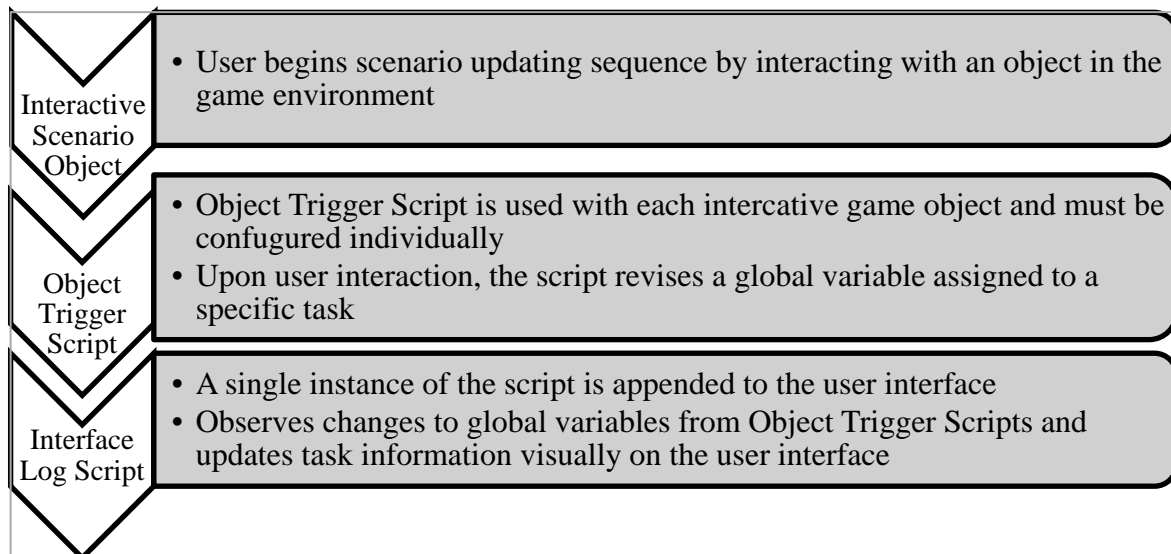 Interactive
Scenario
Object
• User begins scenario updating sequence by interacting with an object in the
game environment
Object
Trigger
Script
• Object Trigger Script is used with each intercative game object and must be
confugured individually
• Upon user interaction, the script revises a global variable assigned to a
specific task
Interface
Log Script
• A single instance of the script is appended to the user interface
• Observes changes to global variables from Object Trigger Scripts and
updates task information visually on the user interface